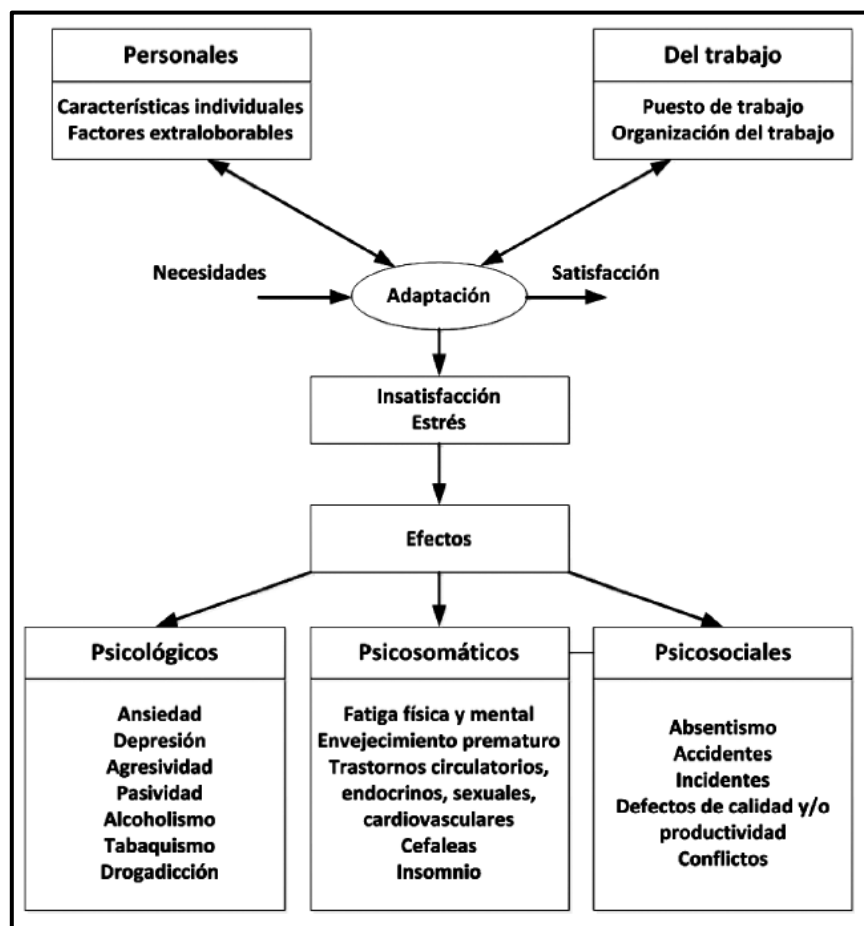 Personales
Características individuales
Factores extraloborables
Del trabajo
Puesto de trabajo
Organización del trabajo
Necesidades
Adaptación
Satisfacción
Insatisfacción
Estrés
Efectos
Psicológicos
Ansiedad
Depresión
Agresividad
Pasividad
Alcoholismo
Tabaquismo
Drogadicción
Psicosomáticos
Fatiga física y mental
Envejecimiento prematuro
Trastornos circulatorios,
endocrinos, sexuales,
cardiovasculares
Cefaleas
Insomnio
Psicosociales
Absentismo
Accidentes
Incidentes
Defectos de calidad y/o
productividad
Conflictos